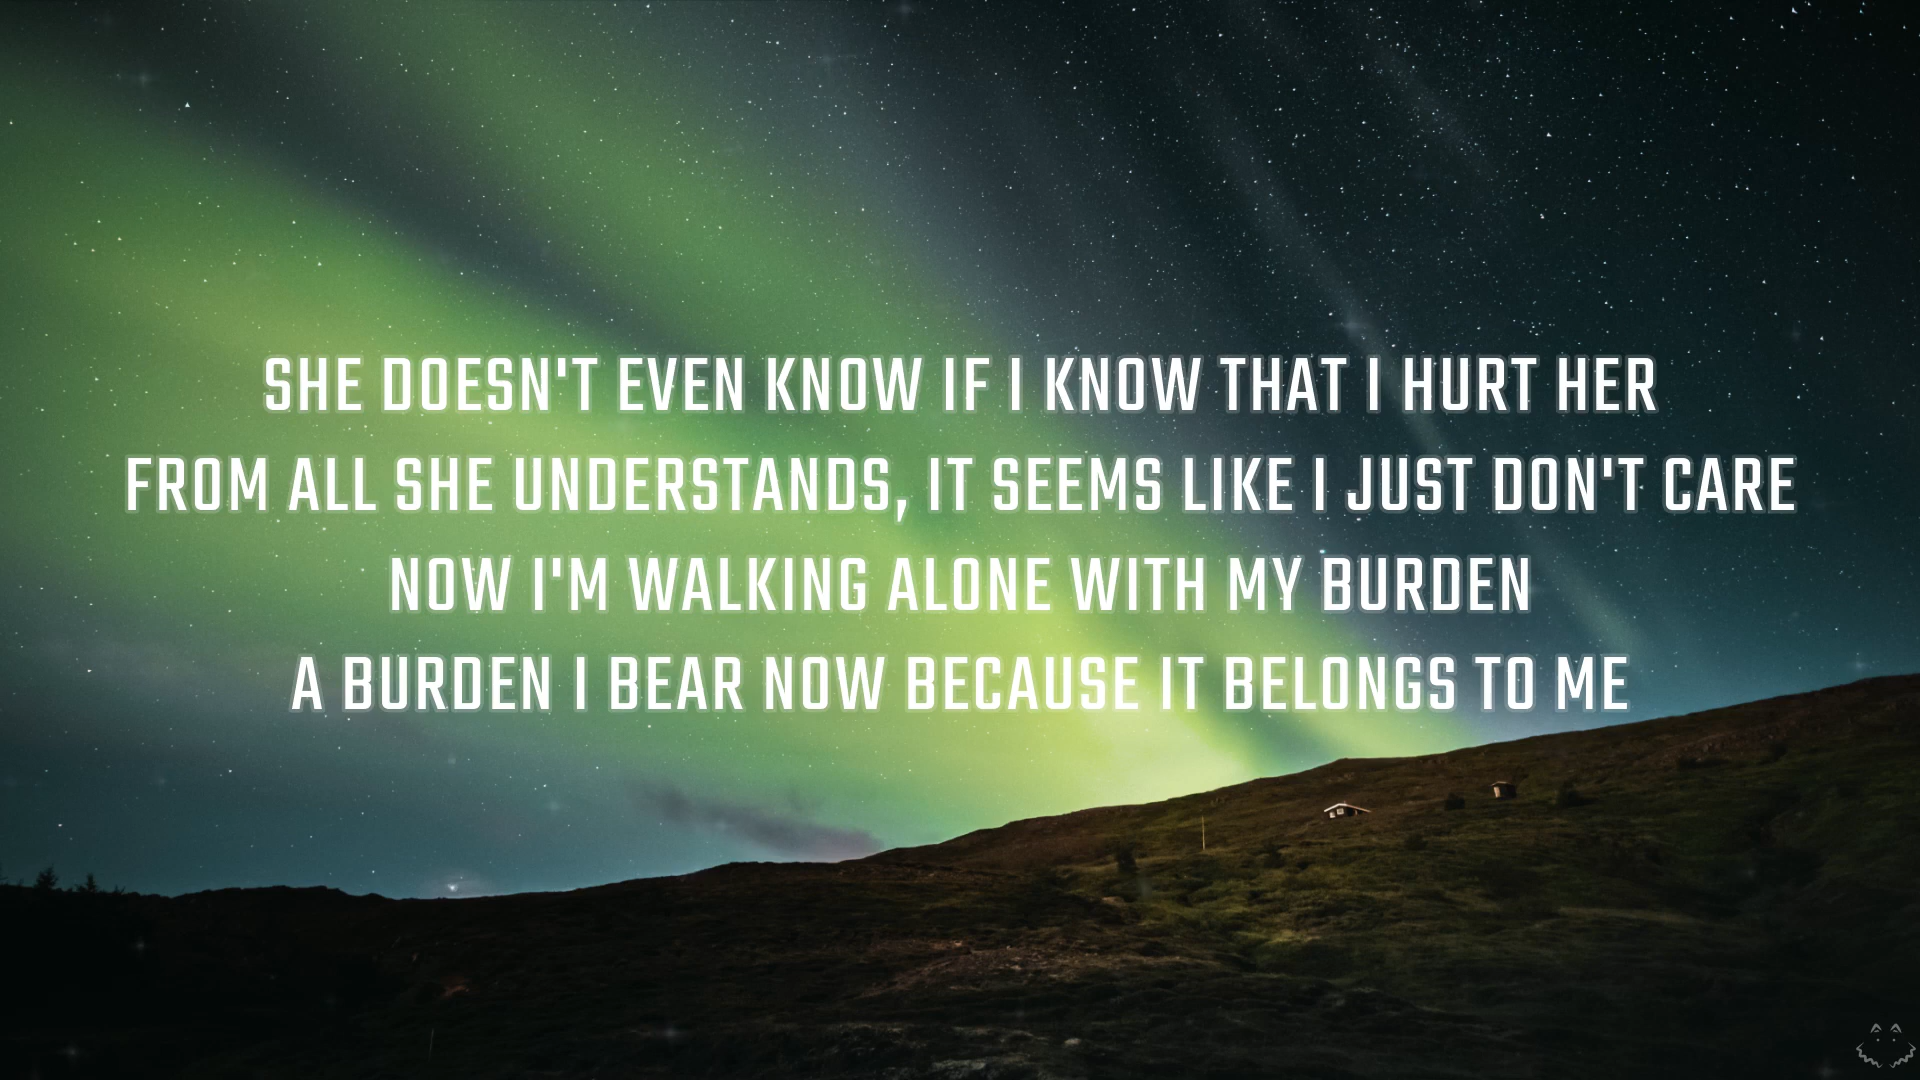 SHE DOESN'T EVEN KNOW IF I KNOW THAT I HURT HER
FROM ALL SHE UNDERSTANDS, IT SEEMS LIKE I JUST DON'T CARE
NOW I'M WALKING ALONE WITH MY BURDEN
A BURDEN I BEAR NOW BECAUSE IT BELONGS TO ME